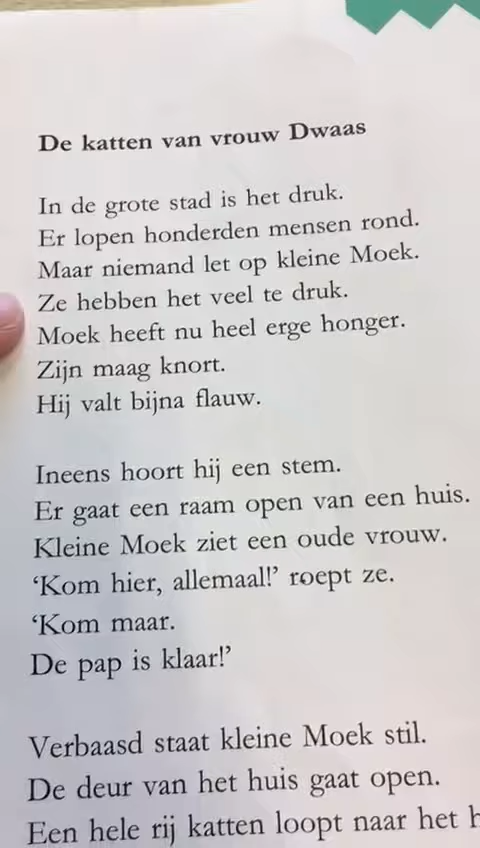 De katten van vrouw Dwaas
In de grote stad is het druk.
Er lopen honderden mensen rond.
Maar niemand let op kleine Moek.
Ze hebben het veel te druk.
Moek heeft nu heel erge honger.
Zijn maag knort.
Hij valt bijna flauw.
Ineens hoort hij een stem.
Er gaat een raam open van een huis.
Kleine Moek ziet een oude vrouw.
‘Kom hier, allemaal!’ roept ze.
‘Kom maar.
De pap is klaar!’
Verbaasd staat kleine Moek stil.
De deur van het huis gaat open.
Een hele rij katten loopt naar het